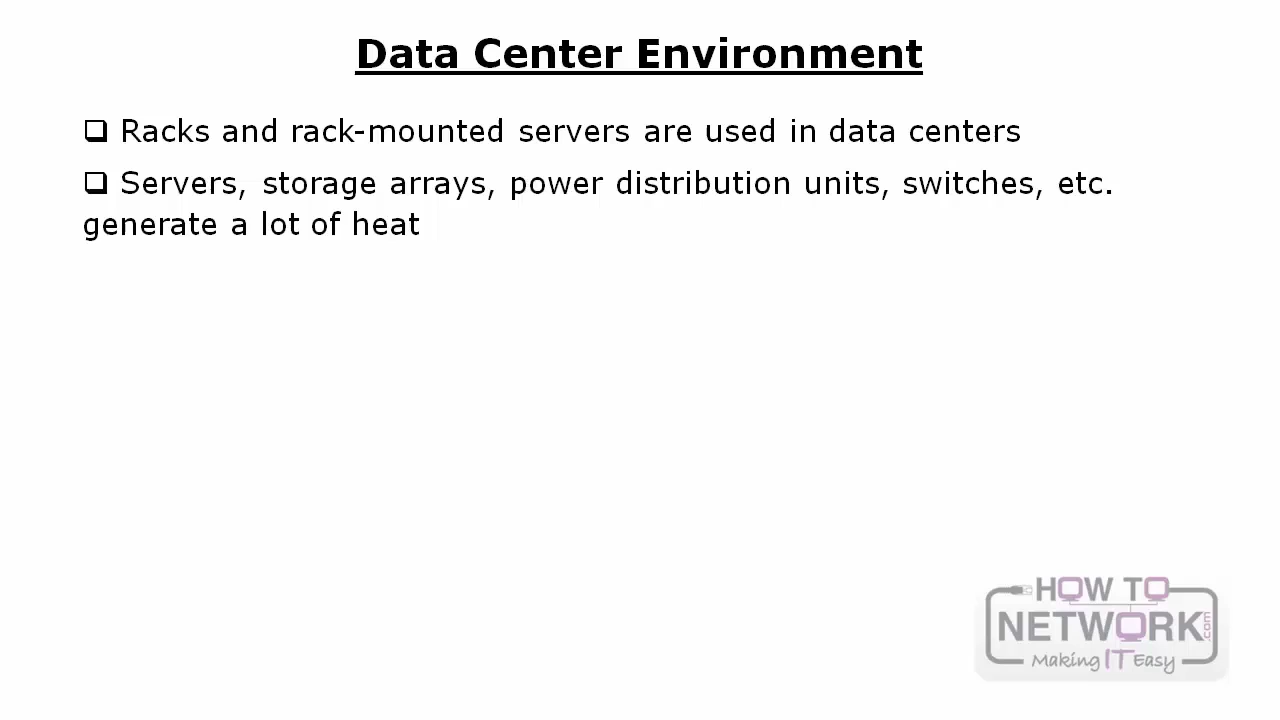 Data Center Environment
❑ Racks and rack-mounted servers are used in data centers
❑ Servers, storage arrays, power distribution units, switches, etc.
generate a lot of heat
HOW TO
NETWORK.com
Making IT Easy